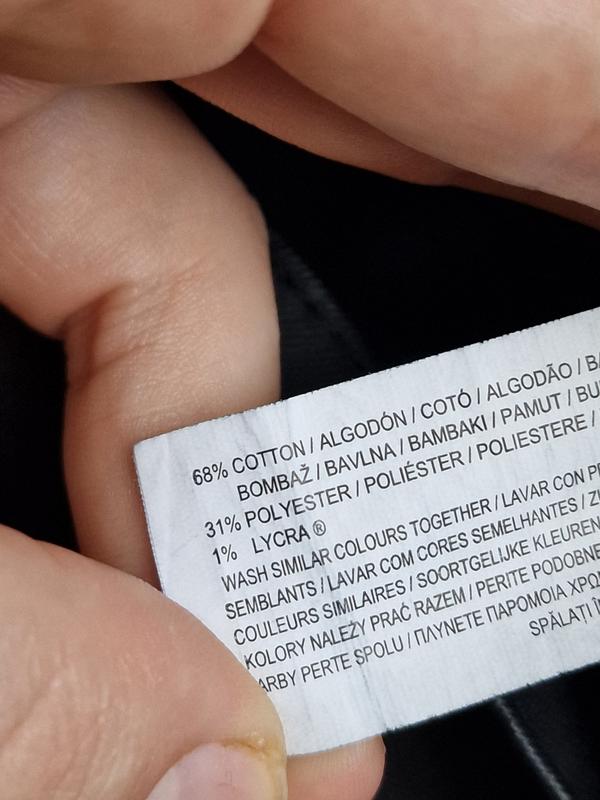 68% COTTON / ALGODÓN / COTÓ / ALGODÃO /
BOMBAŽ / BAVLNA / BAMBAKI / PAMUT /
31% POLYESTER / POLIÉSTER / POLIESTERE /
1% LYCRA®
WASH SIMILAR COLOURS TOGETHER / LAVAR CON
SEMBLANTS / LAVAR COM CORES SEMELHANTES /
COULEURS SIMILAIRES / SOORTGELIJKE KLEUREN
KOLORY NALEŻY PRAĆ RAZEM / PERITE PODOBNE
PERTE SPOLU / ΠΛΥΝΕΤΕ ΠΑΡΟΜΟΙΑ
SPĂLAȚI